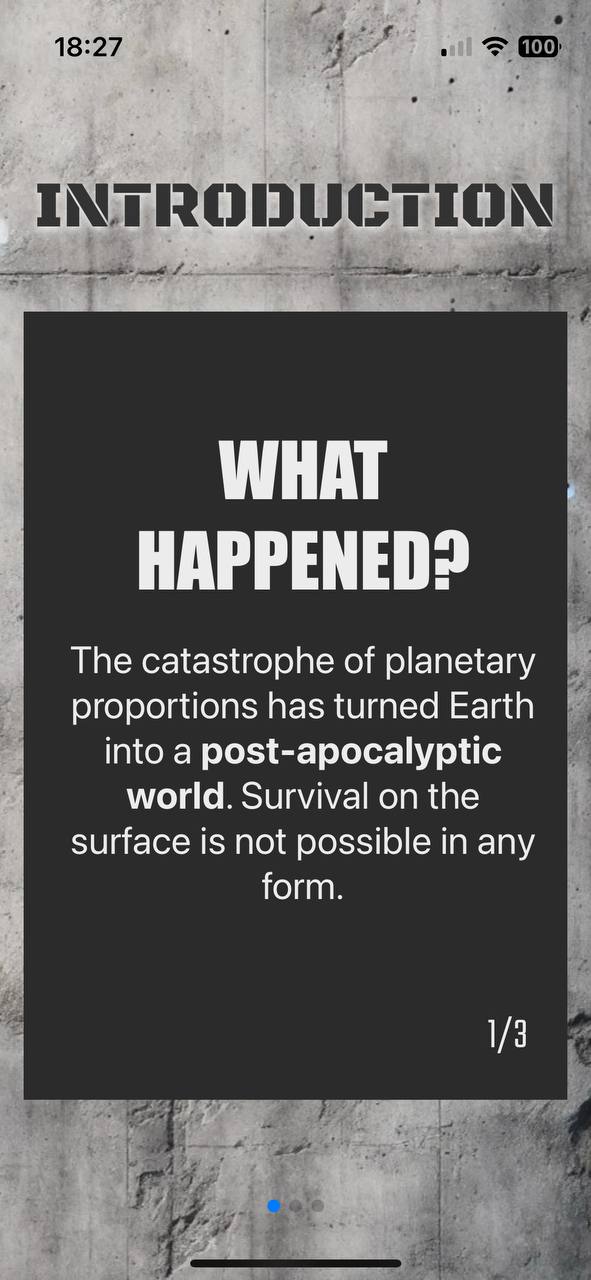 18:27
100
INTRODUCTION
WHAT
HAPPENED?
The catastrophe of planetary
proportions has turned Earth
into a post-apocalyptic
world. Survival on the
surface is not possible in any
form.
1/3